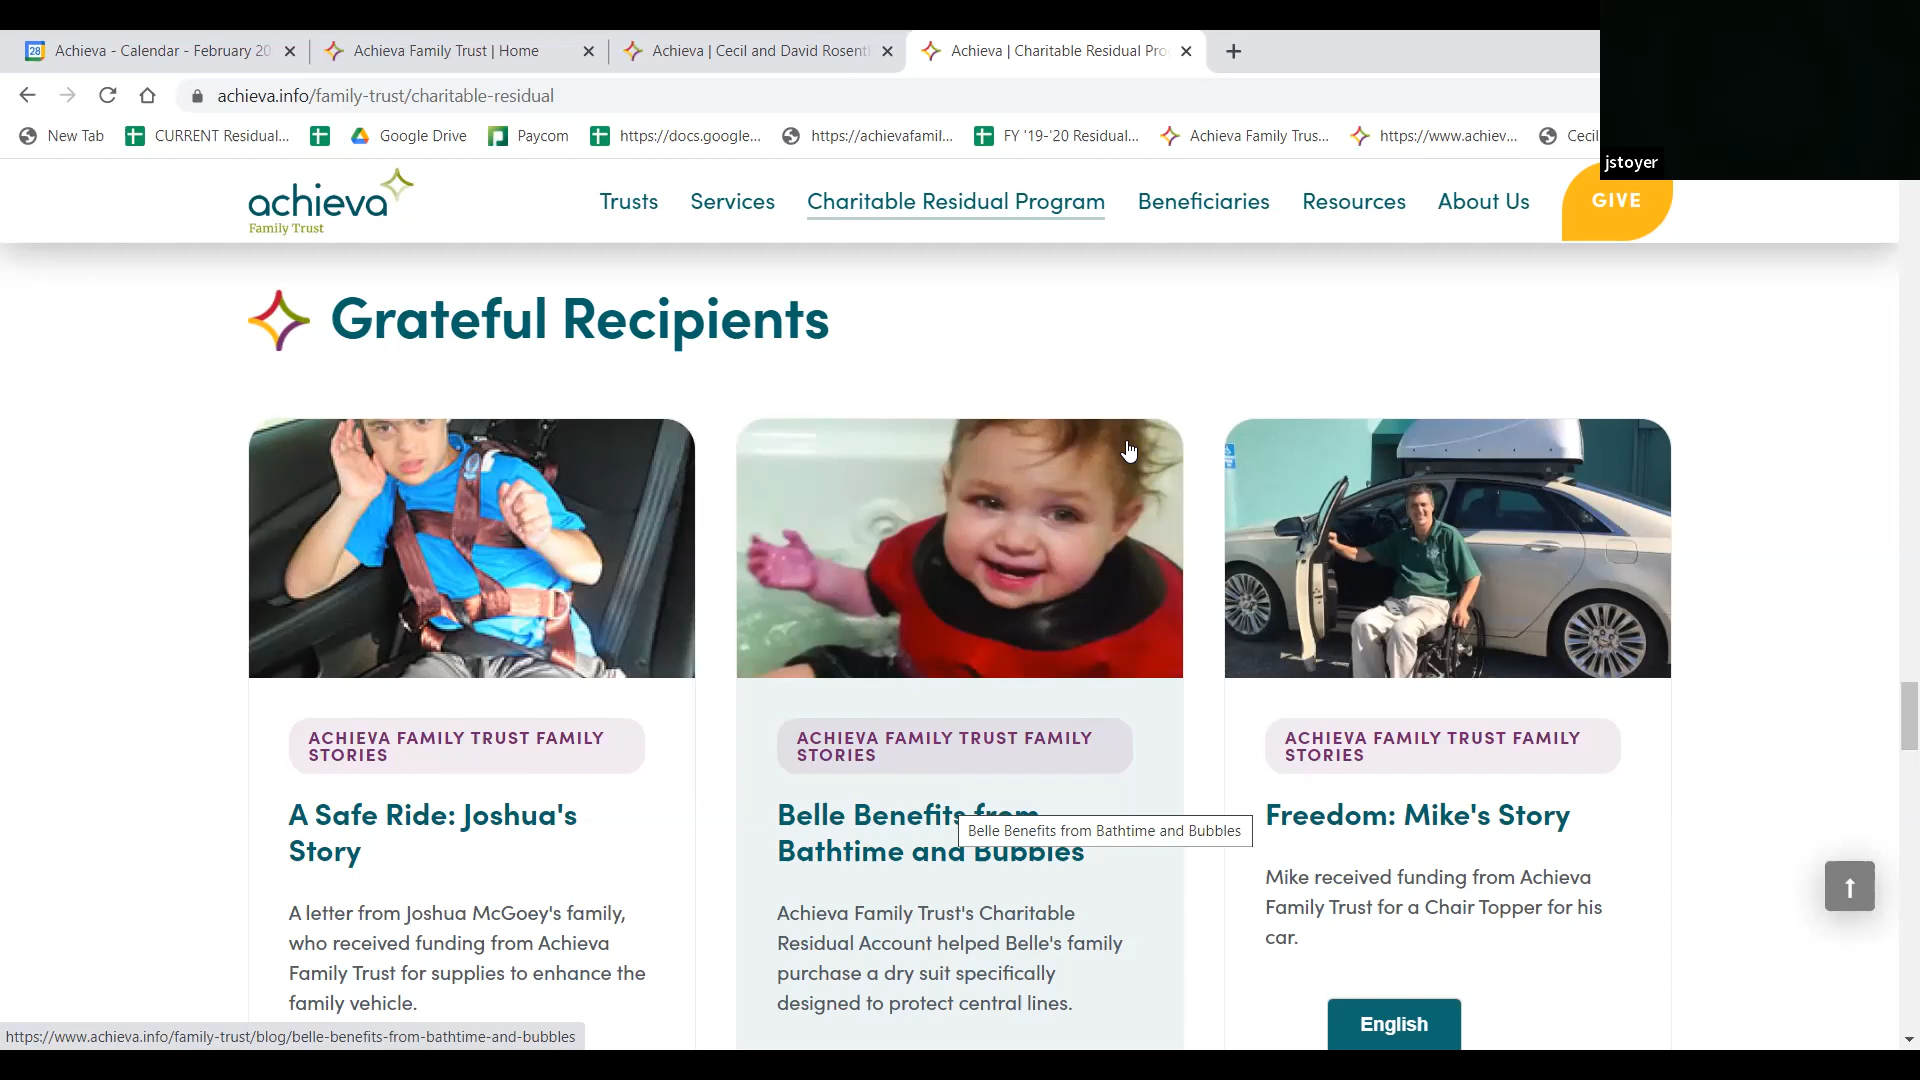 28 Achieva - Calendar - February 20
Achieva Family Trust | Home
Achieva | Cecil and David Rosent
Achieva | Charitable Residual Pro
achieva.info/family-trust/charitable-residual
New Tab
CURRENT Residual...
Google Drive
Paycom
https://docs.google...
https://achievafamil...
FY '19-'20 Residual...
Achieva Family Trus...
https://www.achiev...
Cecil
jstoyer
achieva
Family Trust
Trusts
Services
Charitable Residual Program
Beneficiaries
Resources
About Us
GIVE
Grateful Recipients
ACHIEVA FAMILY TRUST FAMILY
STORIES
A Safe Ride: Joshua's
Story
A letter from Joshua McGoey's family,
who received funding from Achieva
Family Trust for supplies to enhance the
family vehicle.
ACHIEVA FAMILY TRUST FAMILY
STORIES
Belle Benefits from
Bathtime and Bubbles
Belle Benefits from Bathtime and Bubbles
Achieva Family Trust's Charitable
Residual Account helped Belle's family
purchase a dry suit specifically
designed to protect central lines.
ACHIEVA FAMILY TRUST FAMILY
STORIES
Freedom: Mike's Story
Mike received funding from Achieva
Family Trust for a Chair Topper for his
car.
English
https://www.achieva.info/family-trust/blog/belle-benefits-from-bathtime-and-bubbles